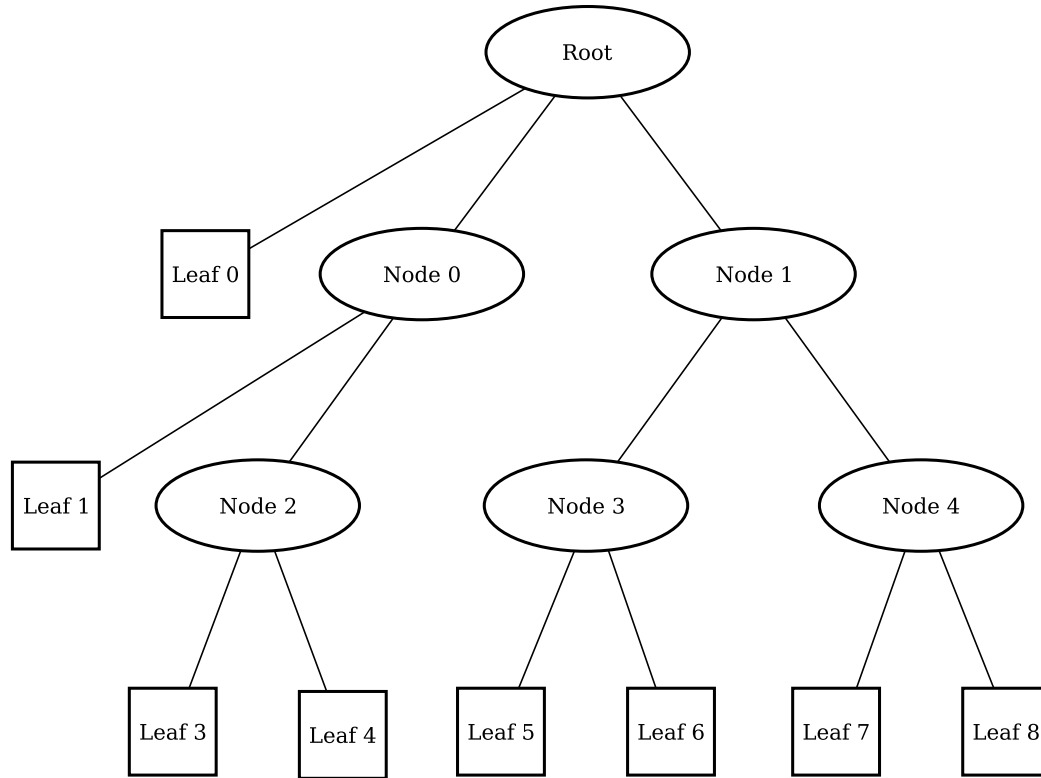 Root
Leaf 0
Node 0
Node 1
Leaf 1
Node 2
Node 3
Node 4
Leaf 3
Leaf 4
Leaf 5
Leaf 6
Leaf 7
Leaf 8